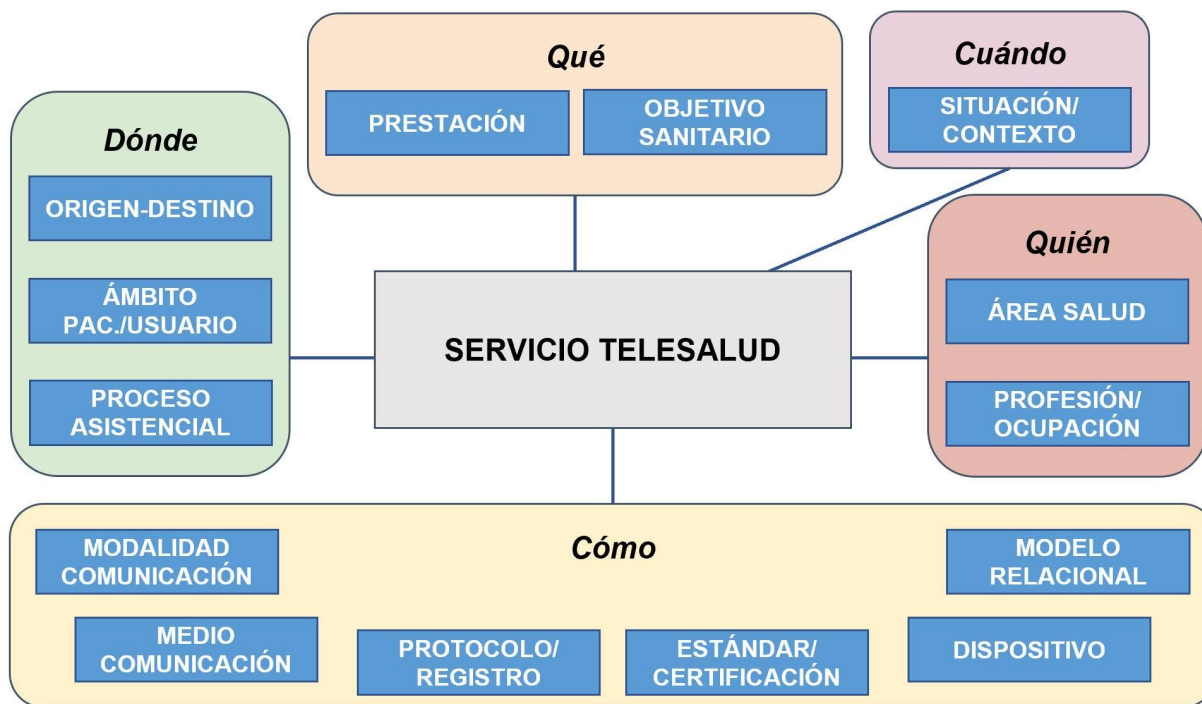 Qué
PRESTACIÓN
OBJETIVO
SANITARIO
Cuándo
SITUACIÓN/
CONTEXTO
Dónde
ORIGEN-DESTINO
ÁMBITO
PAC./USUARIO
PROCESO
ASISTENCIAL
SERVICIO TELESALUD
Quién
ÁREA SALUD
PROFESIÓN/
OCUPACIÓN
Cómo
MODALIDAD
COMUNICACIÓN
MEDIO
COMUNICACIÓN
PROTOCOLO/
REGISTRO
ESTÁNDAR/
CERTIFICACIÓN
DISPOSITIVO
MODELO
RELACIONAL